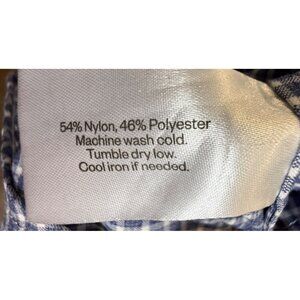 54% Nylon, 46% Polyester
Machine wash cold.
Tumble dry low.
Cool iron if needed.